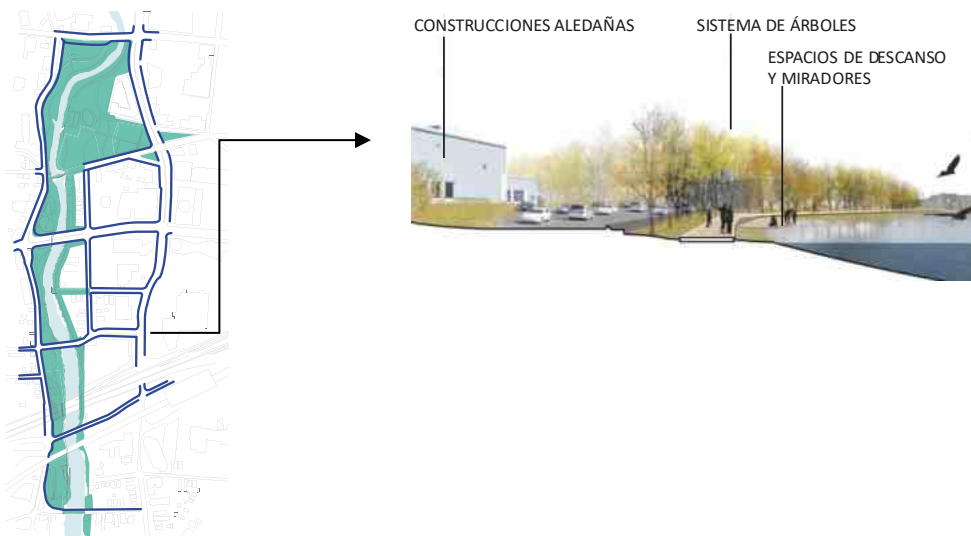 CONSTRUCCIONES ALEDAÑAS
SISTEMA DE ÁRBOLES
ESPACIOS DE DESCANSO
Y MIRADORES